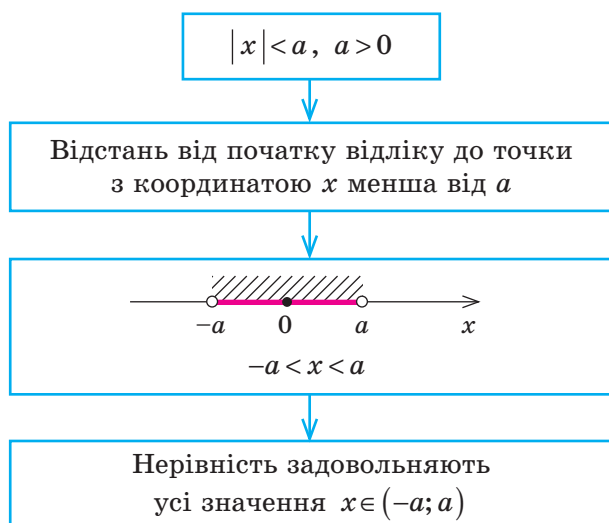 |x| < a, a > 0
Відстань від початку відліку до точки
з координатою x менша від a
−a 0 a x
−a < x < a
Нерівність задовольняють
усі значення x ∈ (−a; a)